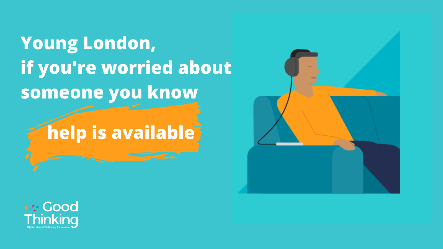 Young London,
if you're worried about
someone you know
help is available
Good
Thinking